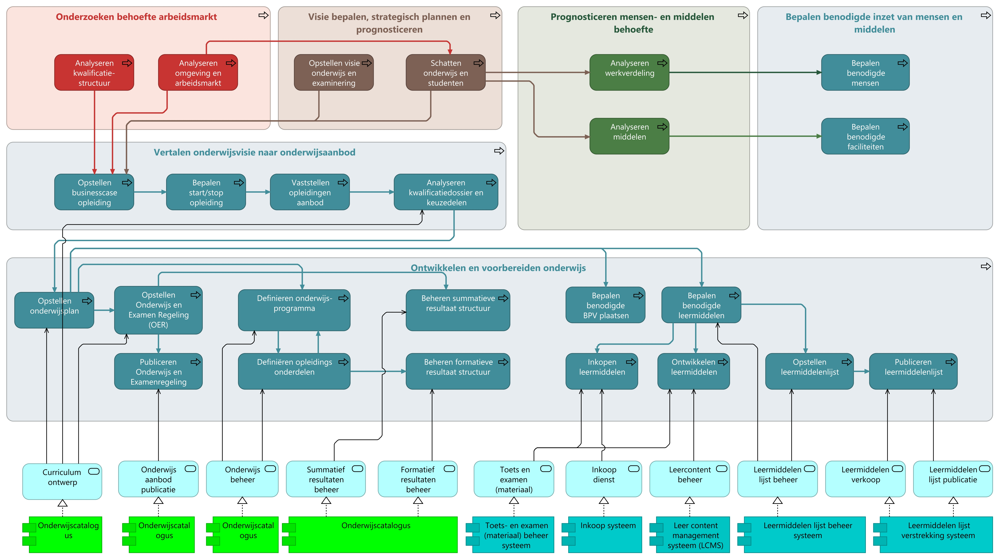 Onderzoeken behoefte arbeidsmarkt
Visie bepalen, strategisch plannen en
prognosticeren
Prognosticeren mensen- en middelen
behoefte
Bepalen benodigde inzet van mensen en
middelen
Analyseren
kwalificatie-
structuur
Analyseren
omgeving en
arbeidsmarkt
Opstellen visie
onderwijs en
examinering
Schatten
onderwijs en
studenten
Analyseren
werkverdeling
Bepalen
benodigde
mensen
Analyseren
middelen
Bepalen
benodigde
faciliteiten
Vertalen onderwijsvisie naar onderwijsaanbod
Opstellen
businesscase
opleiding
Bepalen
start/stop
opleiding
Vaststellen
opleidingen
aanbod
Analyseren
kwalificatiedossier en
keuzedelen
Ontwikkelen en voorbereiden onderwijs
Opstellen
onderwijsplan
Opstellen
Onderwijs en
Examen Regeling
(OER)
Definieren onderwijs-
programma
Beheren summatieve
resultaat structuur
Bepalen
benodigde
BPV plaatsen
Bepalen
benodigde
leermiddelen
Publiceren
Onderwijs en
Examenregeling
Definiëren opleidings
onderdelen
Beheren formatieve
resultaat structuur
Inkopen
leermiddelen
Ontwikkelen
leermiddelen
Opstellen
leermiddelenlijst
Publiceren
leermiddelenlijst
Curriculum
ontwerp
Onderwijs
aanbod
publicatie
Onderwijs
beheer
Summatief
resultaten
beheer
Formatief
resultaten
beheer
Toets en
examen
(materiaal)
Inkoop
dienst
Leercontent
beheer
Leermiddelen
lijst beheer
Leermiddelen
verkoop
Leermiddelen
lijst publicatie
Onderwijscatalog
us
Onderwijscatal
ogus
Onderwijscatal
ogus
Onderwijscatalogus
Toets- en examen
(materiaal) beheer
systeem
Inkoop systeem
Leer content
management
systeem (LCMS)
Leermiddelen lijst beheer
systeem
Leermiddelen lijst
verstrekking systeem